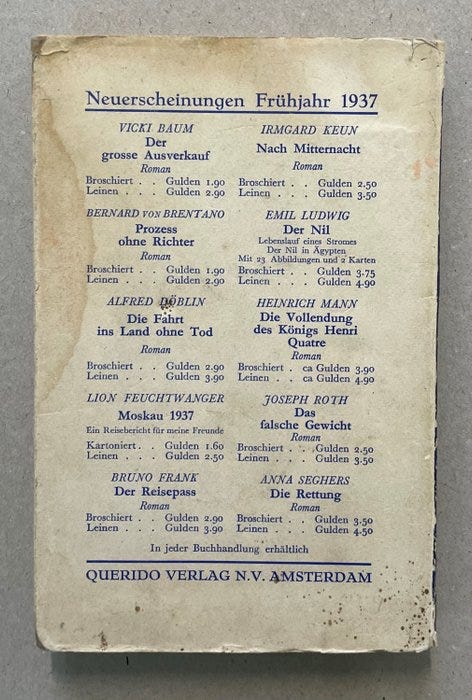 Neuerscheinungen Frühjahr 1937
VICKI BAUM
Der
grosse Ausverkauf
Roman
Broschiert . . Gulden 1.90
Leinen . . . Gulden 2.90
IRMGARD KEUN
Nach Mitternacht
Roman
Broschiert . . Gulden 2.50
Leinen . . . Gulden 3.50
BERNARD VON BRENTANO
Prozess
ohne Richter
Roman
Broschiert . . Gulden 1.90
Leinen . . . Gulden 2.90
EMIL LUDWIG
Der Nil
Lebenslauf eines Stromes
Der Nil in Ägypten
Mit 23 Abbildungen und 2 Karten
Broschiert . . Gulden 3.75
Leinen . . . Gulden 4.90
ALFRED DÖBLIN
Die Fahrt
ins Land ohne Tod
Roman
Broschiert . . Gulden 2.90
Leinen . . . Gulden 3.90
HEINRICH MANN
Die Vollendung
des Königs Henri
Quatre
Roman
Broschiert . ca Gulden 3.90
Leinen . . ca Gulden 4.90
LION FEUCHTWANGER
Moskau 1937
Ein Reisebericht für meine Freunde
Kartoniert . . Gulden 1.60
Leinen . . . Gulden 2.50
JOSEPH ROTH
Das
falsche Gewicht
Roman
Broschiert . . Gulden 2.50
Leinen . . . Gulden 3.50
BRUNO FRANK
Der Reisepass
Roman
Broschiert . . Gulden 2.90
Leinen . . . Gulden 3.90
ANNA SEGHERS
Die Rettung
Roman
Broschiert . . Gulden 3.50
Leinen . . . Gulden 4.50
In jeder Buchhandlung erhältlich
QUERIDO VERLAG N.V. AMSTERDAM